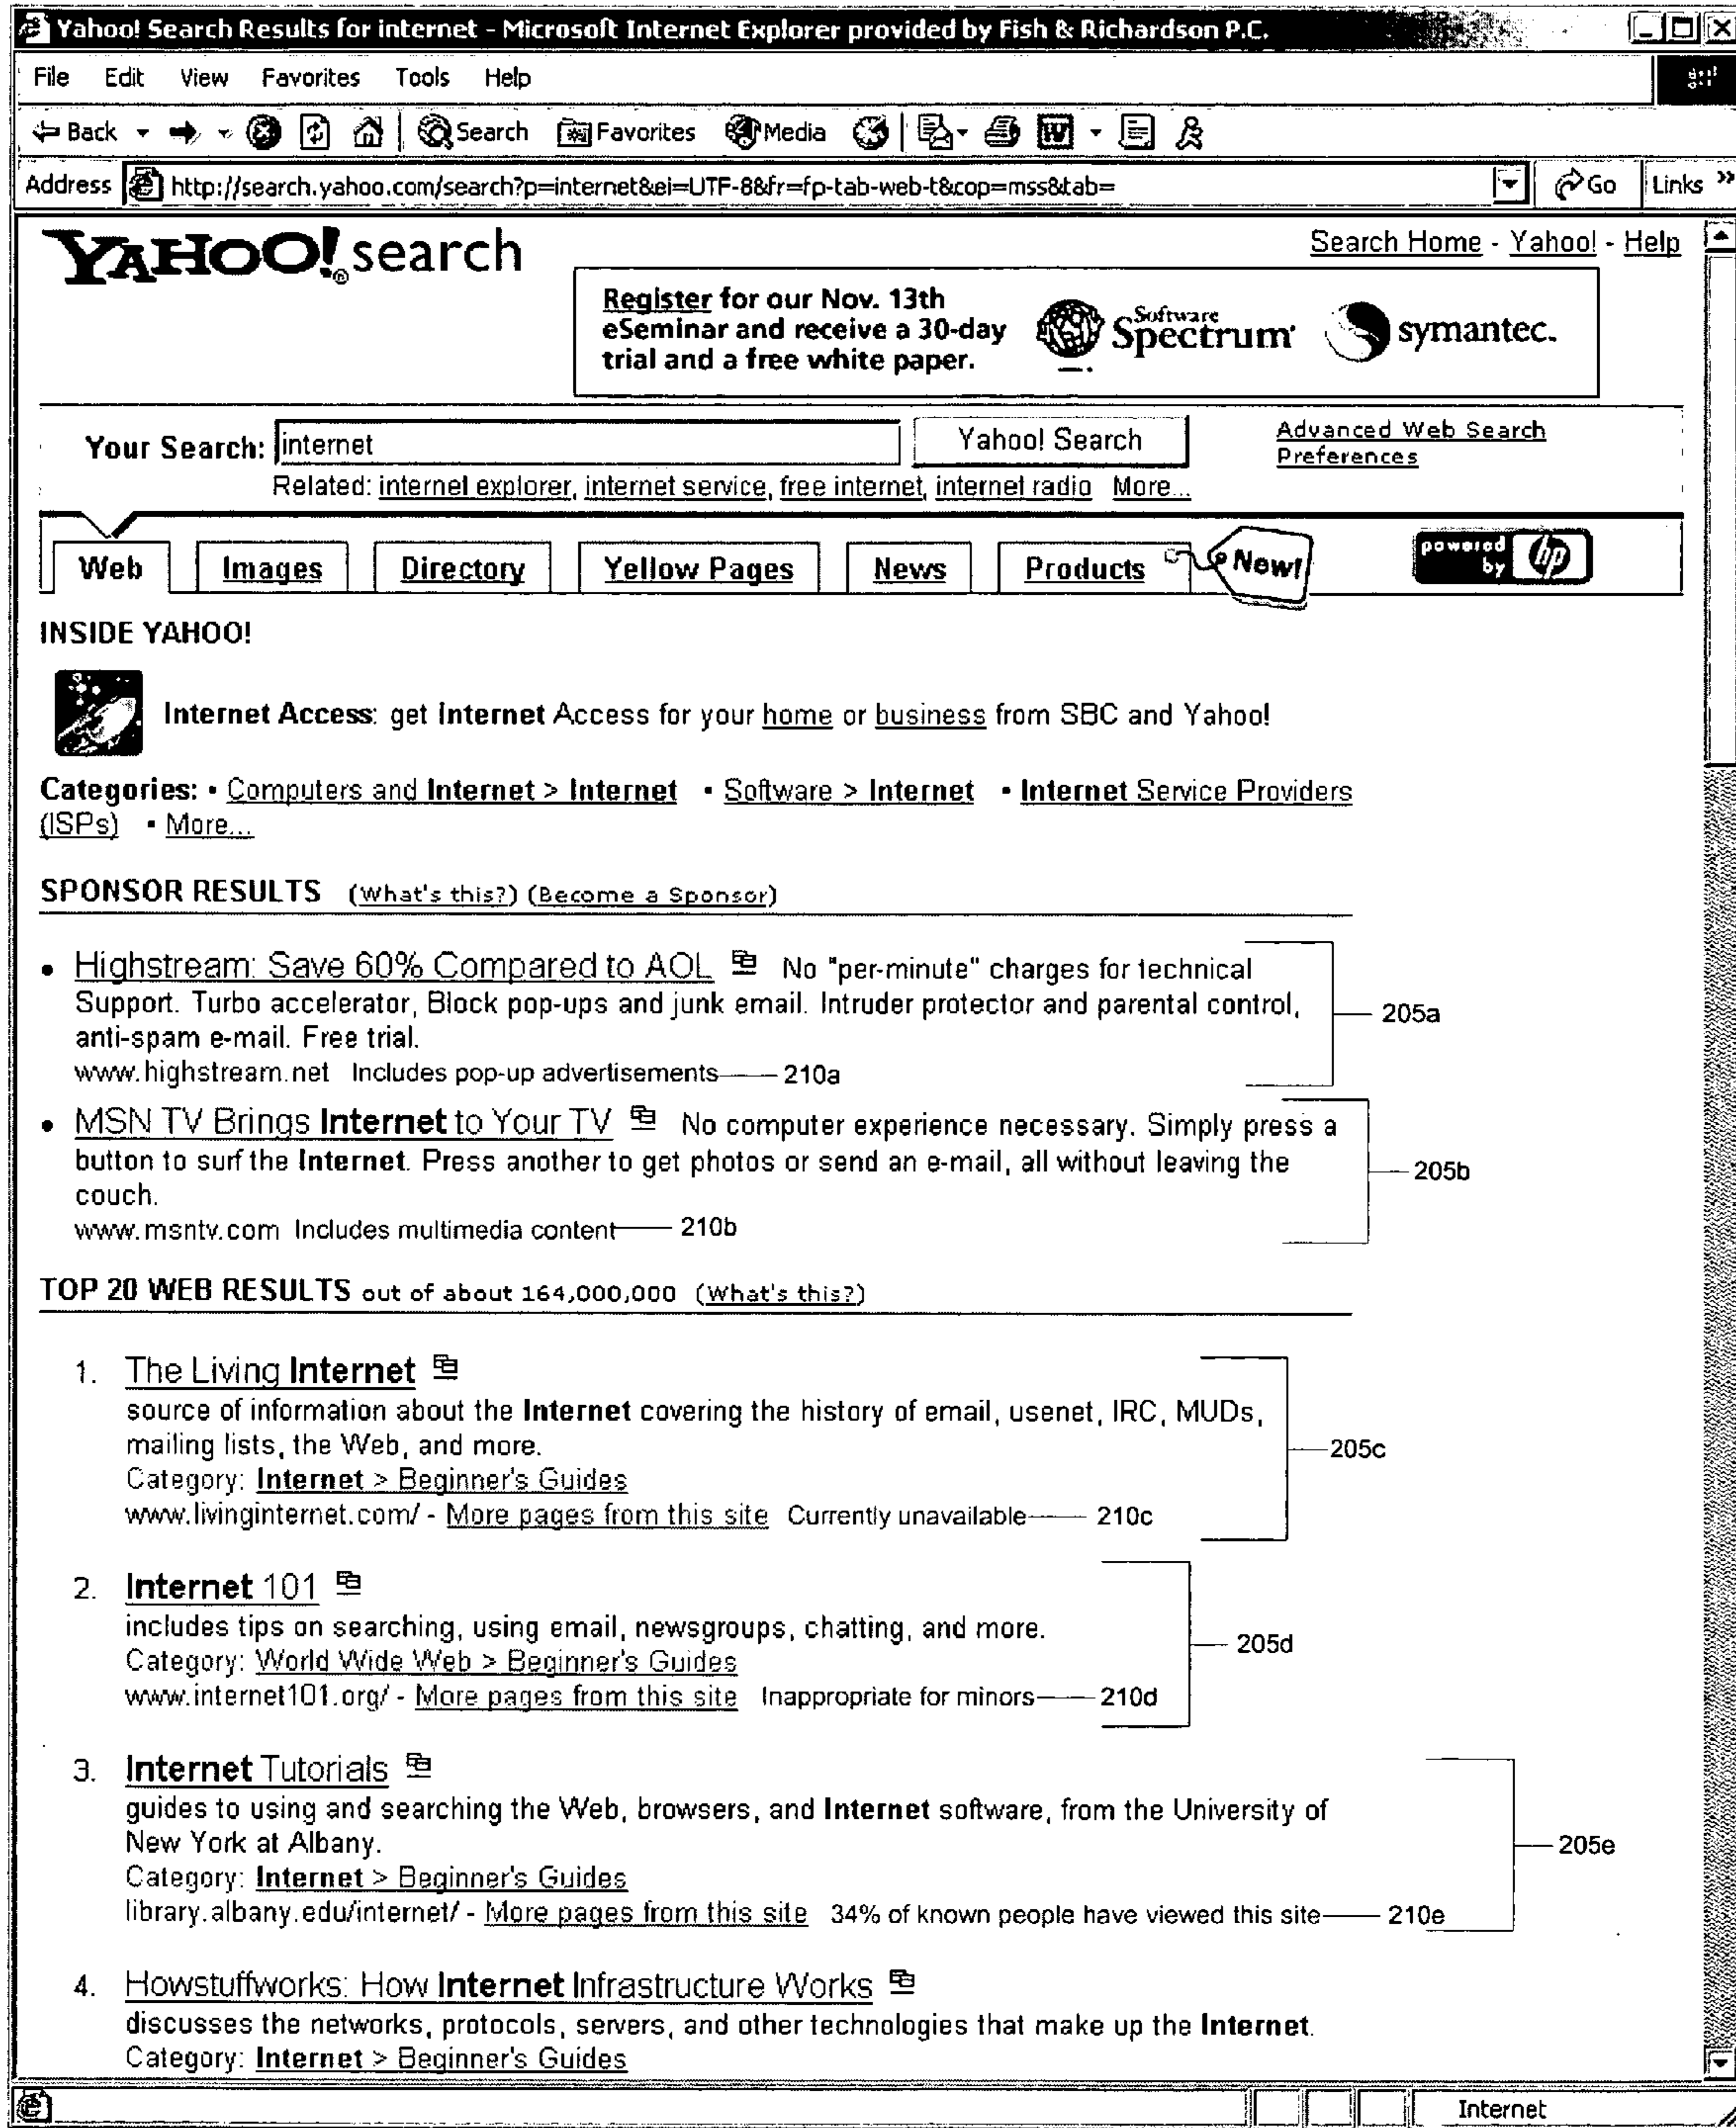 Yahoo! Search Results for internet - Microsoft Internet Explorer provided by Fish & Richardson P.C.
File Edit View Favorites Tools Help
Back Search Favorites Media
Address http://search.yahoo.com/search?p=internet&ei=UTF-8&fr=fp-tab-web-t&cop=mss&tab= Go Links »
YAHOO!® search
Search Home - Yahoo! - Help
Register for our Nov. 13th
eSeminar and receive a 30-day
trial and a free white paper.
Software
Spectrum
symantec.
Your Search: internet Yahoo! Search
Advanced Web Search
Preferences
Related: internet explorer, internet service, free internet, internet radio More...
Web Images Directory Yellow Pages News Products New!
powered
by hp
INSIDE YAHOO!
Internet Access: get Internet Access for your home or business from SBC and Yahoo!
Categories: • Computers and Internet > Internet • Software > Internet • Internet Service Providers
(ISPs) • More...
SPONSOR RESULTS (What's this?) (Become a Sponsor)
• Highstream: Save 60% Compared to AOL No "per-minute" charges for technical
Support. Turbo accelerator, Block pop-ups and junk email. Intruder protector and parental control,
anti-spam e-mail. Free trial.
www.highstream.net Includes pop-up advertisements 210a
205a
• MSN TV Brings Internet to Your TV No computer experience necessary. Simply press a
button to surf the Internet. Press another to get photos or send an e-mail, all without leaving the
couch.
www.msntv.com Includes multimedia content 210b
205b
TOP 20 WEB RESULTS out of about 164,000,000 (What's this?)
1. The Living Internet
source of information about the Internet covering the history of email, usenet, IRC, MUDs,
mailing lists, the Web, and more.
Category: Internet > Beginner's Guides
www.livinginternet.com/ - More pages from this site Currently unavailable 210c
205c
2. Internet 101
includes tips on searching, using email, newsgroups, chatting, and more.
Category: World Wide Web > Beginner's Guides
www.internet101.org/ - More pages from this site Inappropriate for minors 210d
205d
3. Internet Tutorials
guides to using and searching the Web, browsers, and Internet software, from the University of
New York at Albany.
Category: Internet > Beginner's Guides
library.albany.edu/internet/ - More pages from this site 34% of known people have viewed this site 210e
205e
4. Howstuffworks: How Internet Infrastructure Works
discusses the networks, protocols, servers, and other technologies that make up the Internet.
Category: Internet > Beginner's Guides
Internet